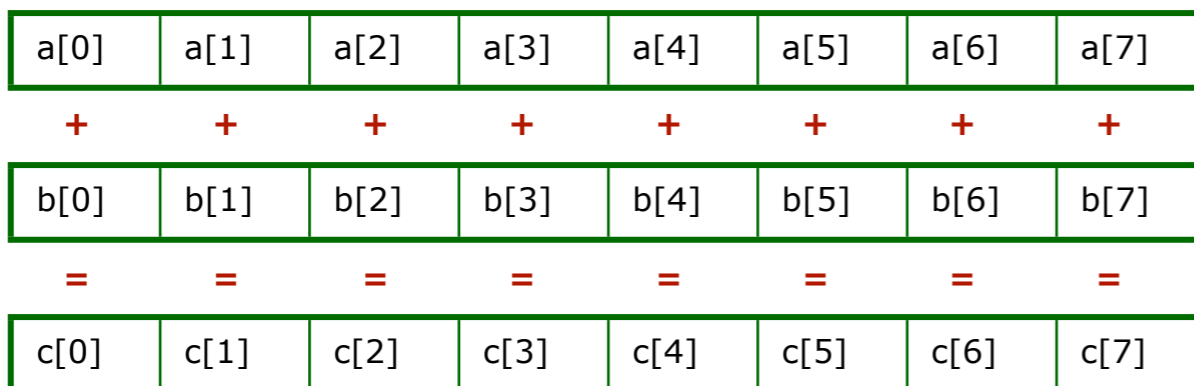 a[0] a[1] a[2] a[3] a[4] a[5] a[6] a[7]
+ + + + + + + +
b[0] b[1] b[2] b[3] b[4] b[5] b[6] b[7]
= = = = = = = =
c[0] c[1] c[2] c[3] c[4] c[5] c[6] c[7]